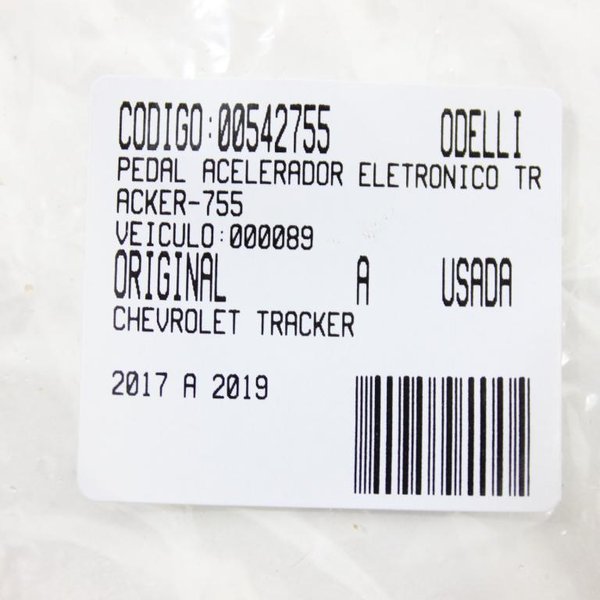 CODIGO:00542755 ODELLI
PEDAL ACELERADOR ELETRONICO TR
ACKER-755
VEICULO:000089
ORIGINAL A USADA
CHEVROLET TRACKER
2017 A 2019